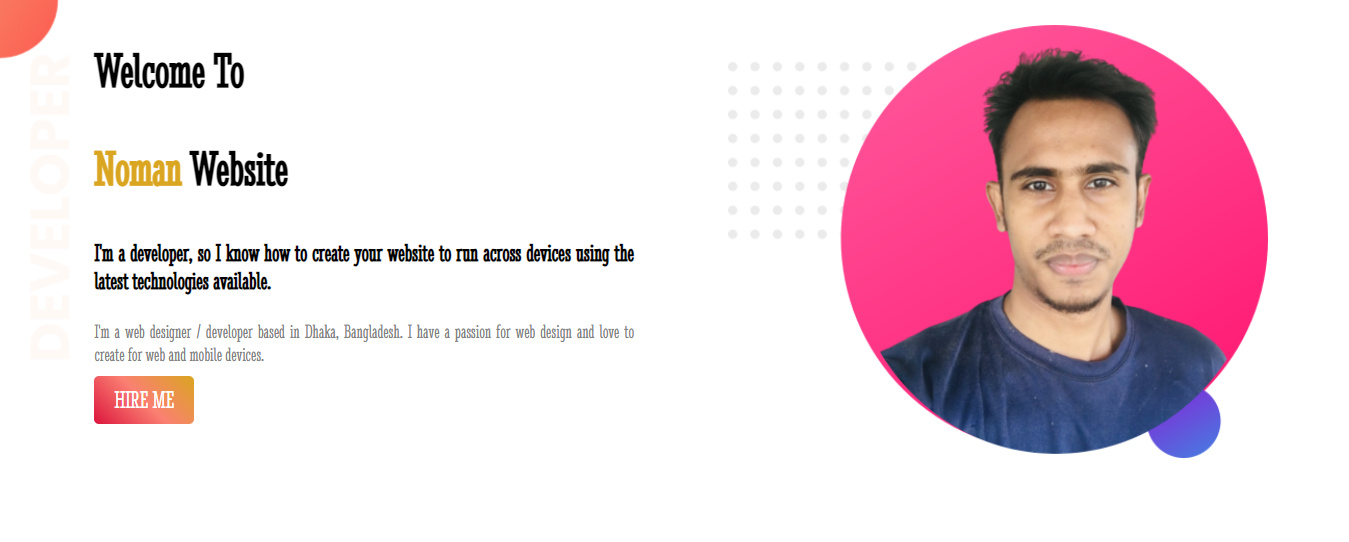 DEVELOPER
Welcome To
Noman Website
I'm a developer, so I know how to create your website to run across devices using the
latest technologies available.
I'm a web designer / developer based in Dhaka, Bangladesh. I have a passion for web design and love to
create for web and mobile devices.
HIRE ME